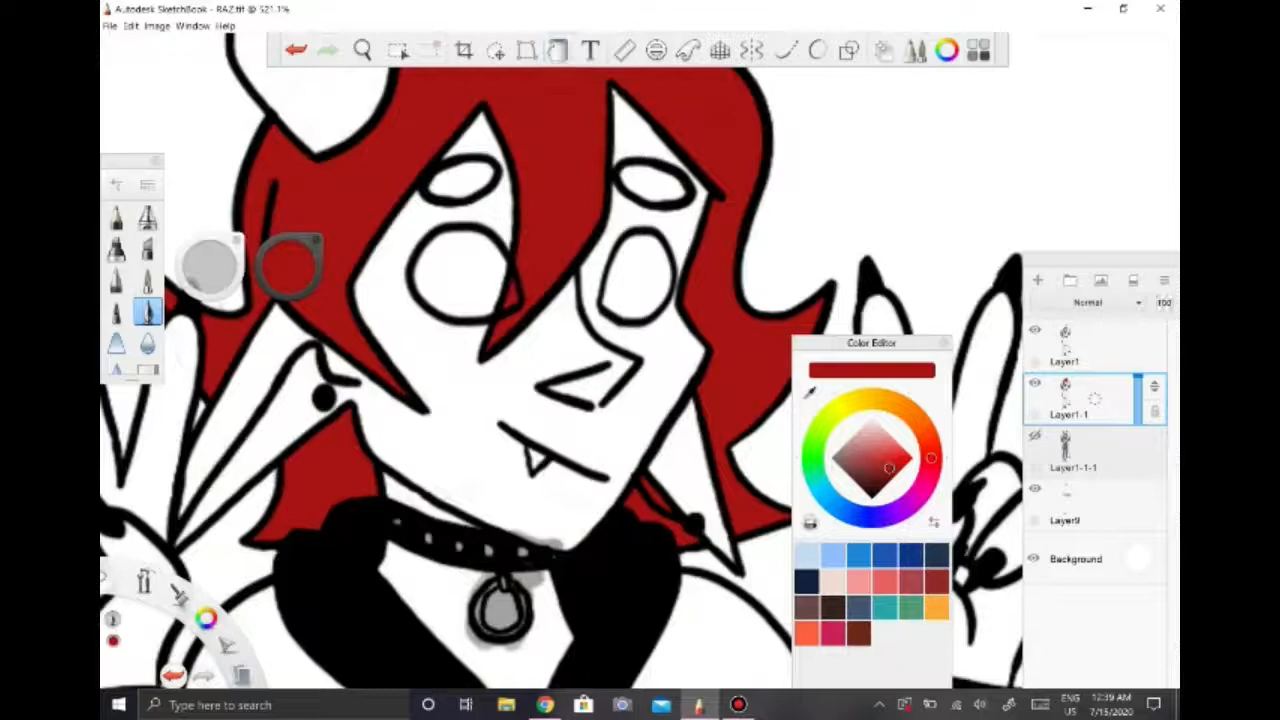 Autodesk SketchBook - RAZ.tif @ 521.1%
File Edit Image Window Help
T
Normal
100
Layer1
Layer1-1
Layer1-1-1
Layer9
Background
Color Editor
Type here to search
ENG
US
12:39 AM
7/15/2020